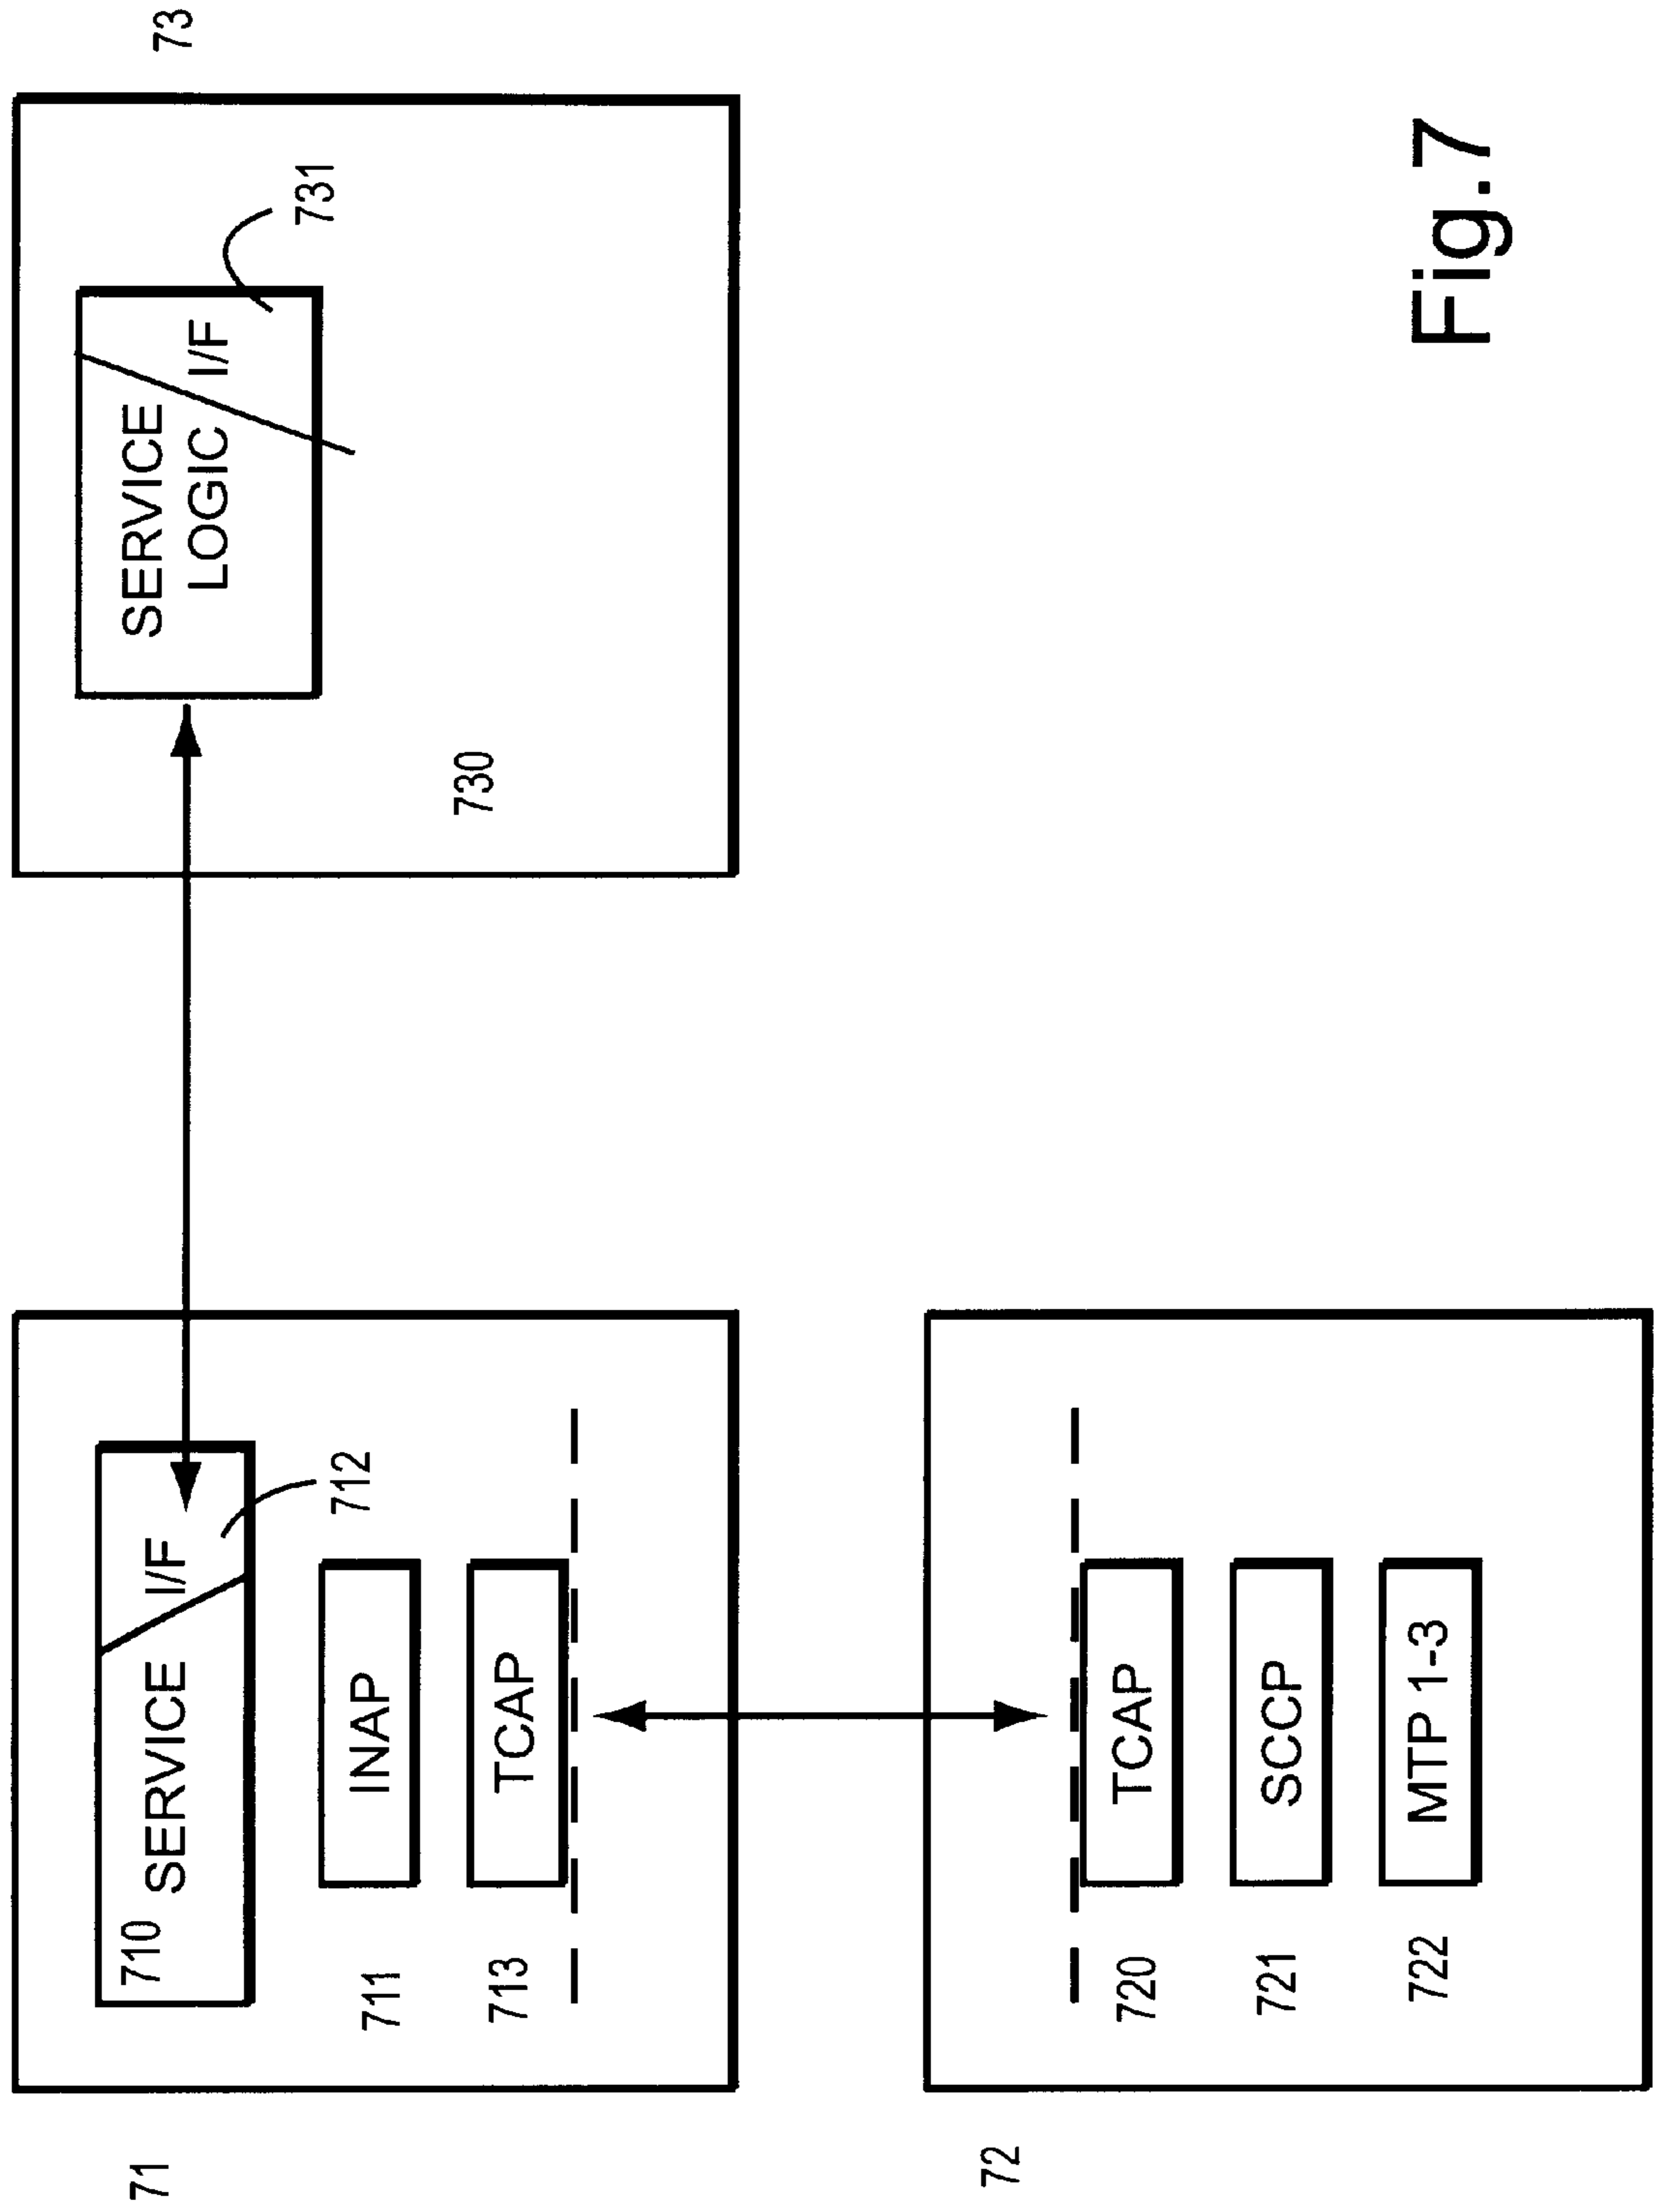 71
710 SERVICE I/F
712
711 INAP
713 TCAP
73
SERVICE
LOGIC I/F
731
730
72
720 TCAP
721 SCCP
722 MTP 1-3
Fig.7